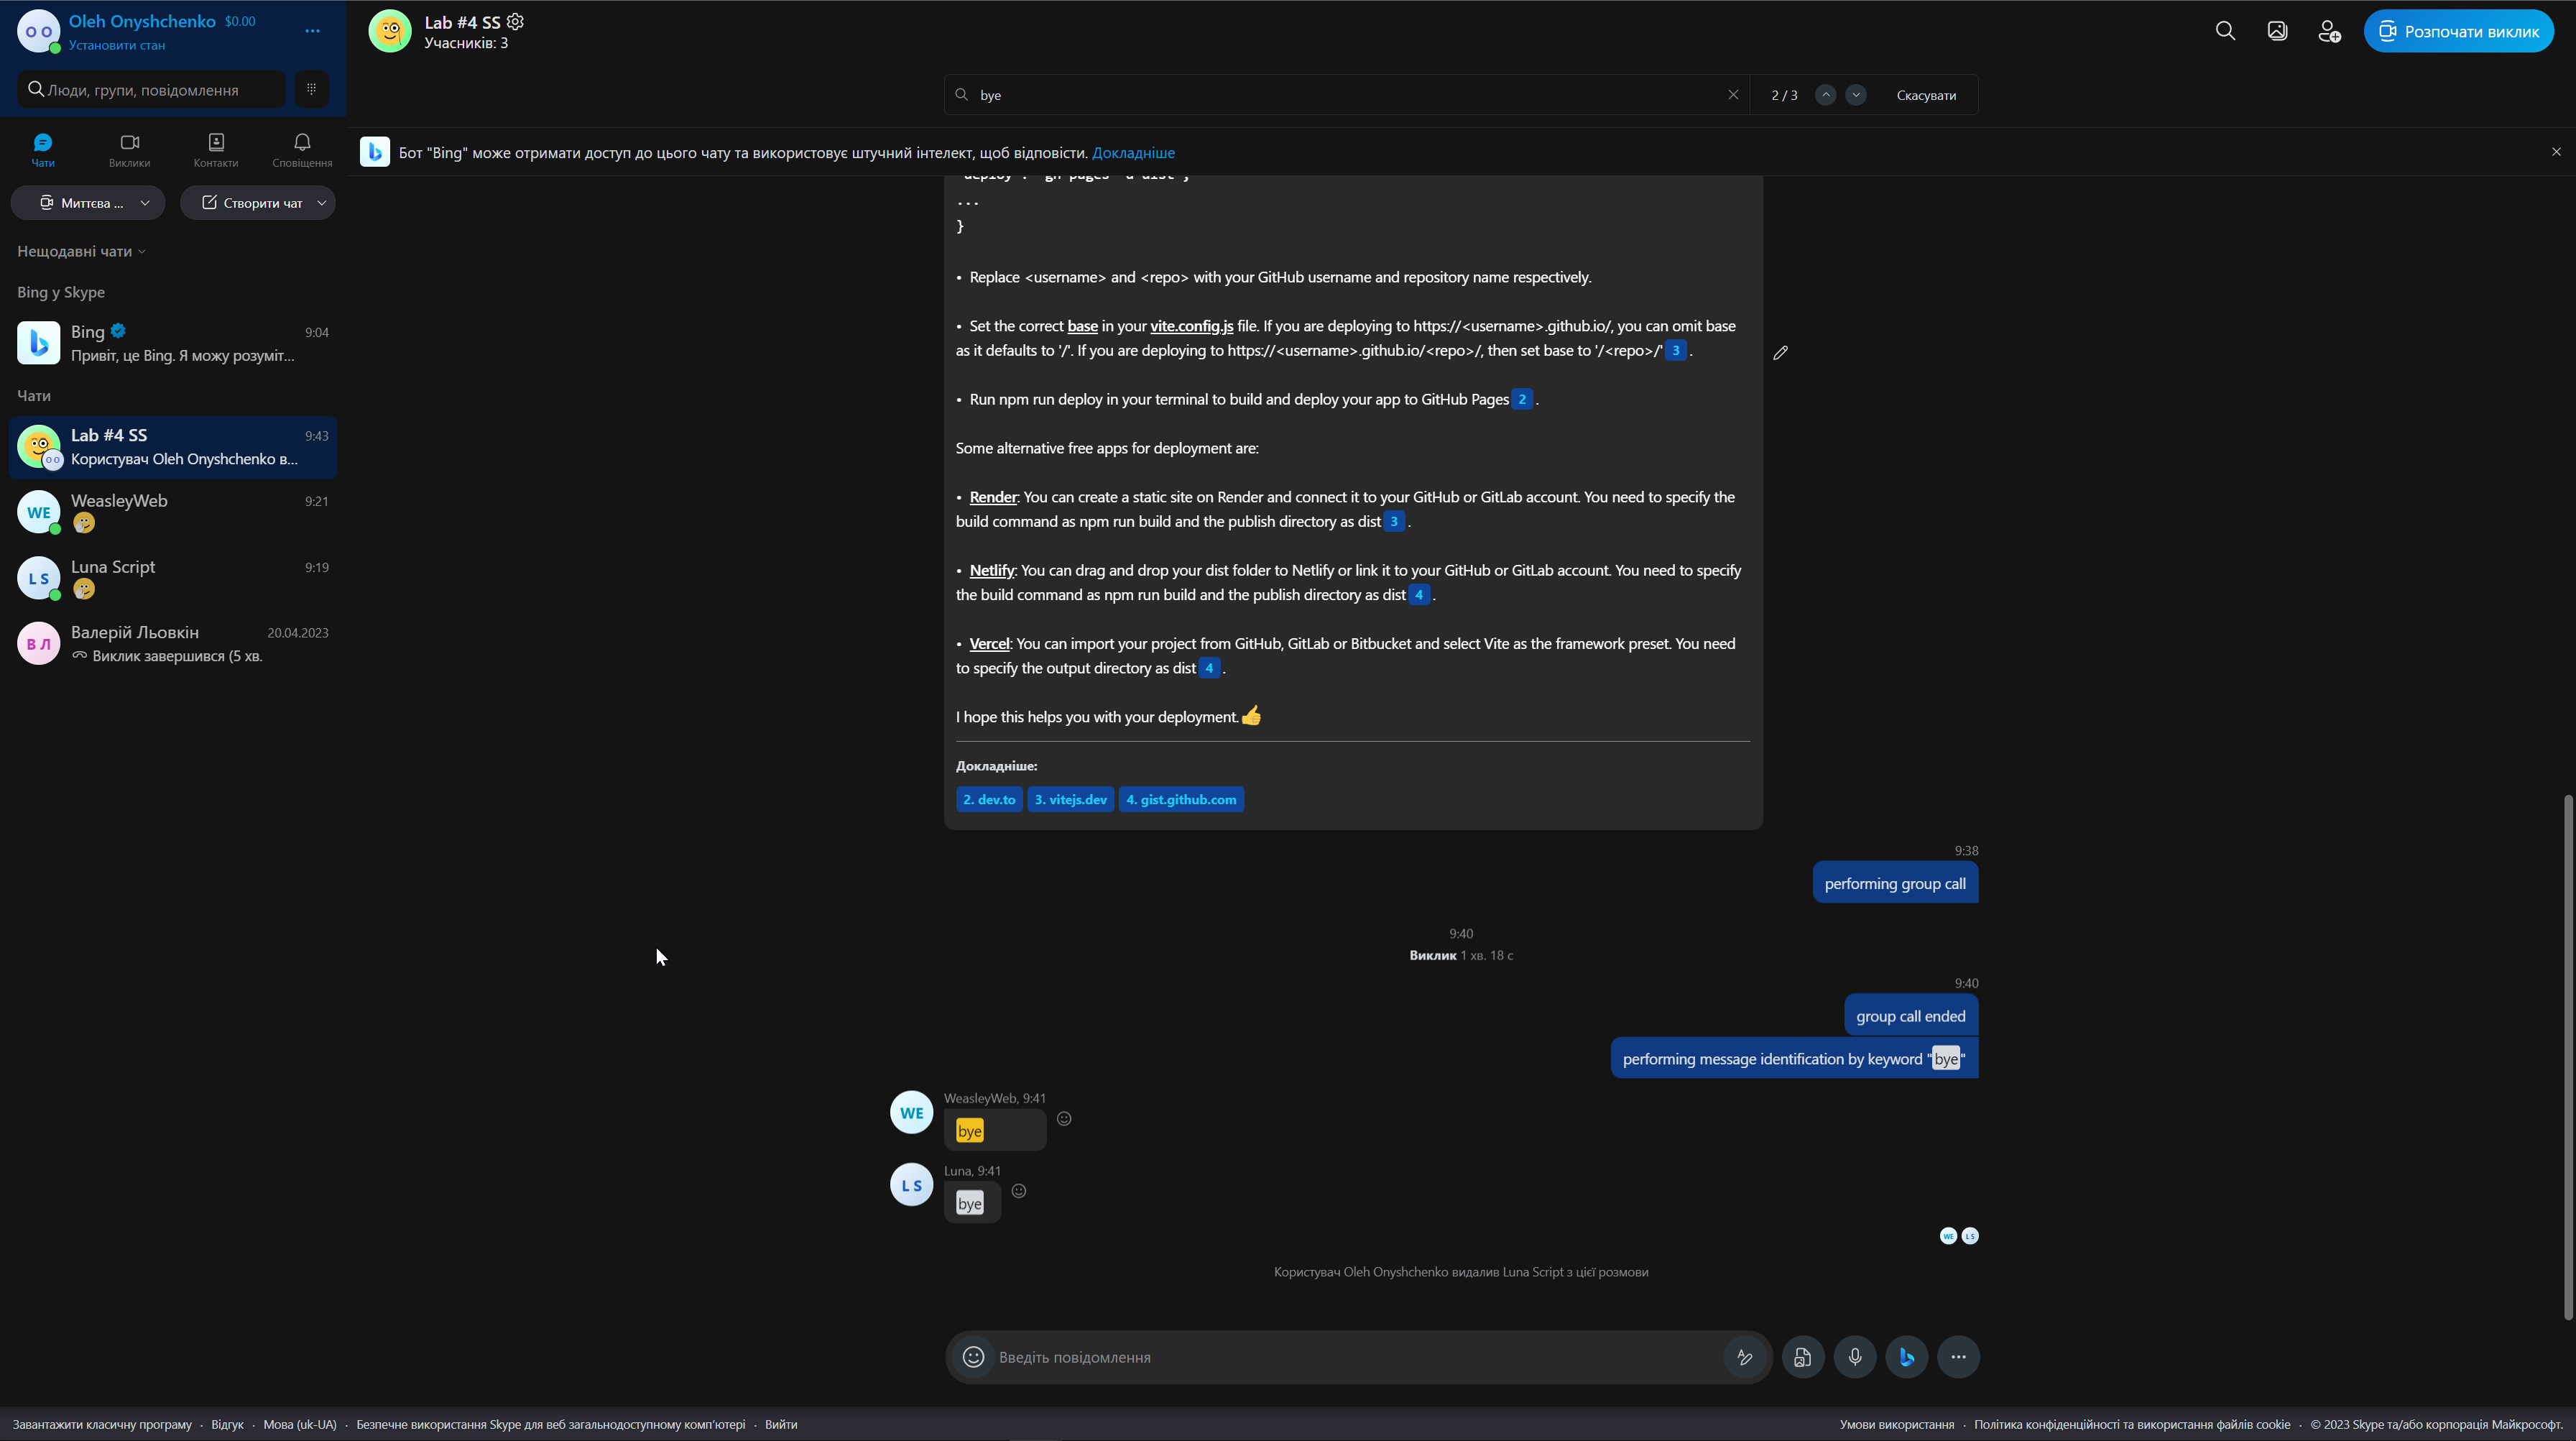 Oleh Onyshchenko $0.00
Установити стан
Люди, групи, повідомлення
Чати
Виклики
Контакти
Сповіщення
Миттєва ...
Створити чат
Нещодавні чати
Bing у Skype
Bing 9:04
Привіт, це Bing. Я можу розуміт...
Чати
Lab #4 SS 9:43
Користувач Oleh Onyshchenko в...
WE WeasleyWeb 9:21
LS Luna Script 9:19
ВЛ Валерій Льовкін 20.04.2023
Виклик завершився (5 хв.
Lab #4 SS
Учасників: 3
Розпочати виклик
bye
2 / 3
Скасувати
Бот "Bing" може отримати доступ до цього чату та використовує штучний інтелект, щоб відповісти. Докладніше
...
}
• Replace <username> and <repo> with your GitHub username and repository name respectively.
• Set the correct base in your vite.config.js file. If you are deploying to https://<username>.github.io/, you can omit base
as it defaults to '/'. If you are deploying to https://<username>.github.io/<repo>/, then set base to '/<repo>/' 3 .
• Run npm run deploy in your terminal to build and deploy your app to GitHub Pages 2 .
Some alternative free apps for deployment are:
• Render: You can create a static site on Render and connect it to your GitHub or GitLab account. You need to specify the
build command as npm run build and the publish directory as dist 3 .
• Netlify: You can drag and drop your dist folder to Netlify or link it to your GitHub or GitLab account. You need to specify
the build command as npm run build and the publish directory as dist 4 .
• Vercel: You can import your project from GitHub, GitLab or Bitbucket and select Vite as the framework preset. You need
to specify the output directory as dist 4 .
I hope this helps you with your deployment.👍
Докладніше:
2. dev.to 3. vitejs.dev 4. gist.github.com
9:38
performing group call
9:40
Виклик 1 хв. 18 с
9:40
group call ended
performing message identification by keyword "bye"
WE WeasleyWeb, 9:41
bye
LS Luna, 9:41
bye
WE LS
Користувач Oleh Onyshchenko видалив Luna Script з цієї розмови
Введіть повідомлення
Завантажити класичну програму · Відгук · Мова (uk-UA) · Безпечне використання Skype для веб загальнодоступному комп'ютері · Вийти
Умови використання · Політика конфіденційності та використання файлів cookie · © 2023 Skype та/або корпорація Майкрософт.